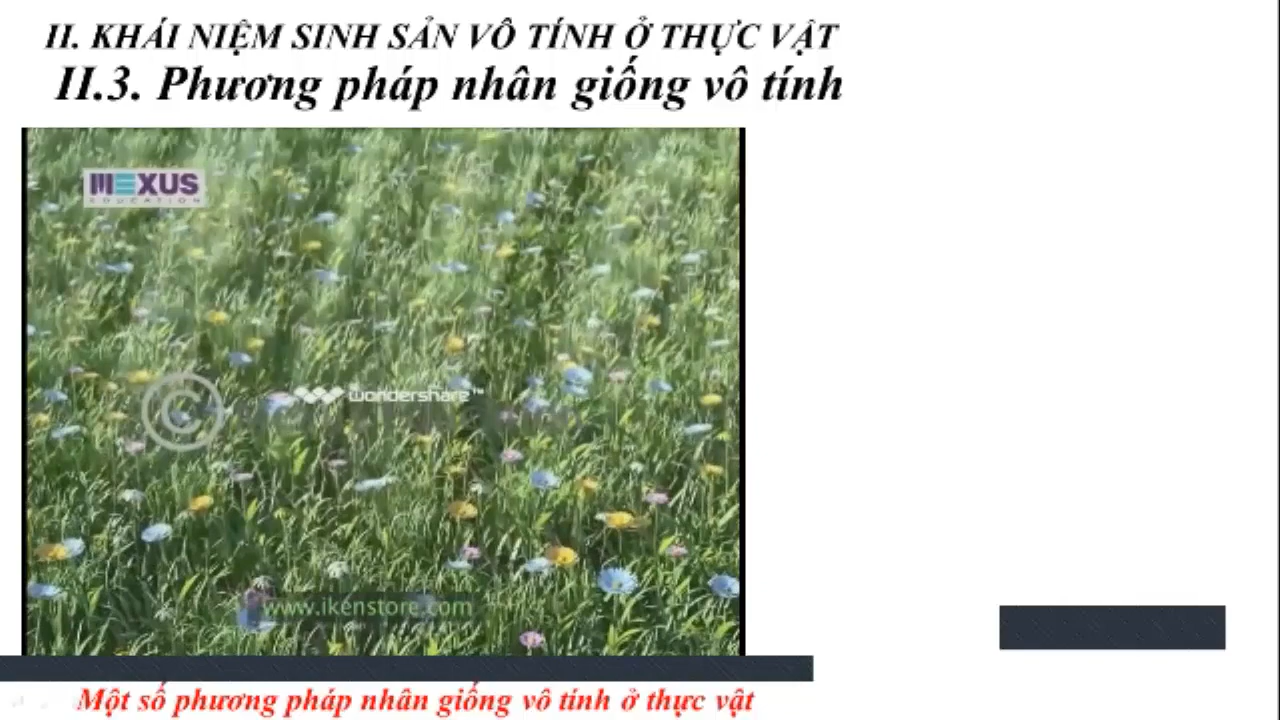 II. KHÁI NIỆM SINH SẢN VÔ TÍNH Ở THỰC VẬT
II.3. Phương pháp nhân giống vô tính
MEXUS
EDUCATION
©
wondershare™
www.ikenstore.com
Một số phương pháp nhân giống vô tính ở thực vật